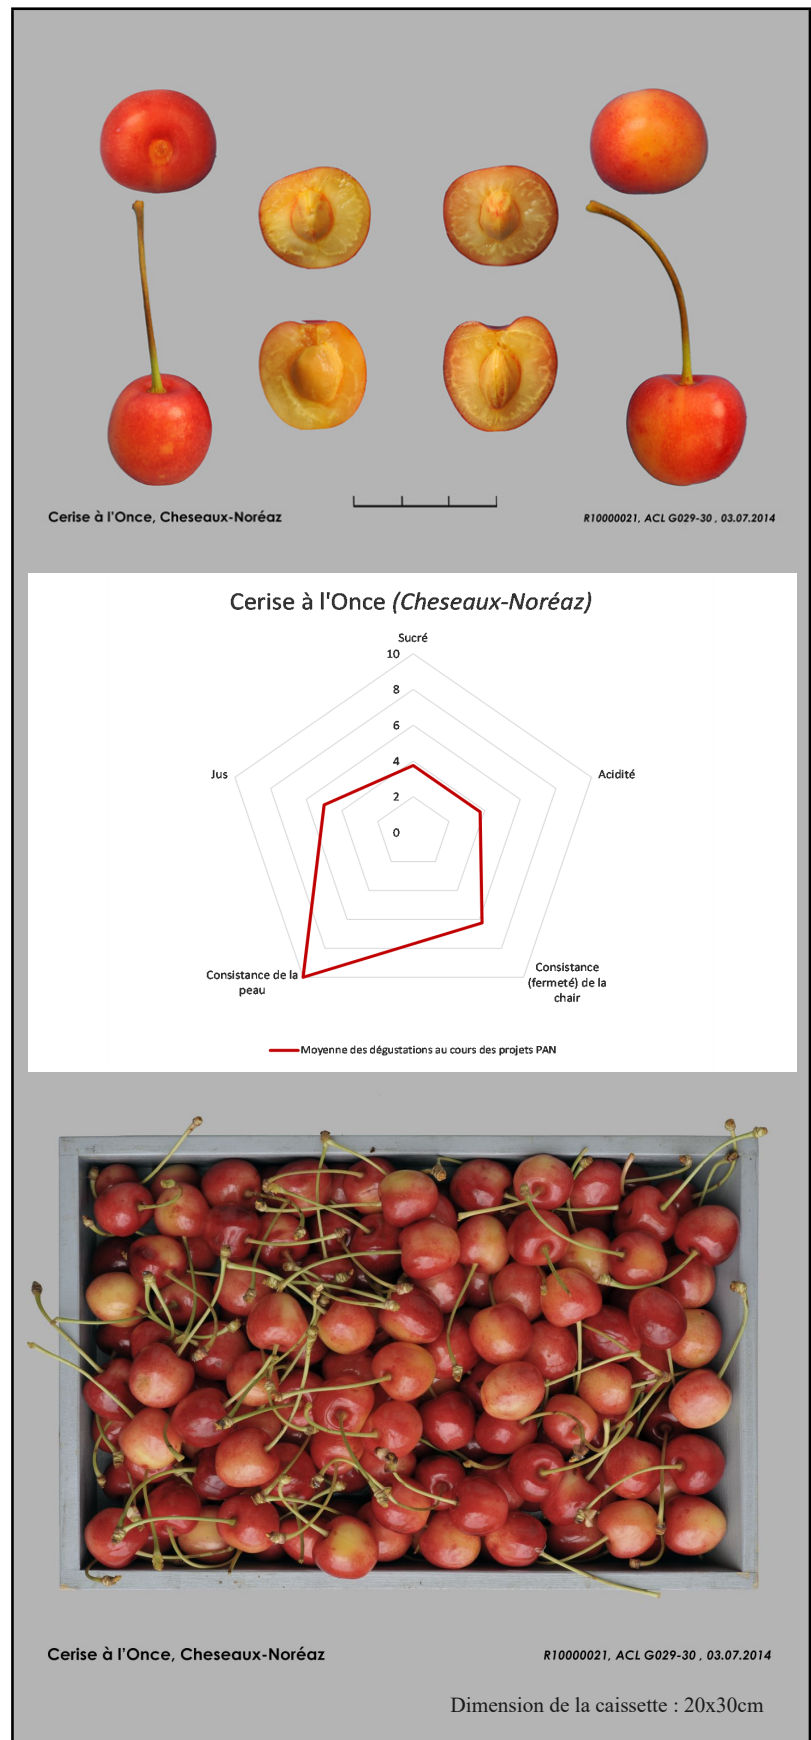 Cerise à l'Once, Cheseaux-Noréaz
R10000021, ACL G029-30 , 03.07.2014
Cerise à l'Once (Cheseaux-Noréaz)
Sucré
10
8
6
4
2
0
Jus
Acidité
Consistance de la
peau
Consistance
(fermeté) de la
chair
Moyenne des dégustations au cours des projets PAN
Cerise à l'Once, Cheseaux-Noréaz
R10000021, ACL G029-30 , 03.07.2014
Dimension de la caissette : 20x30cm